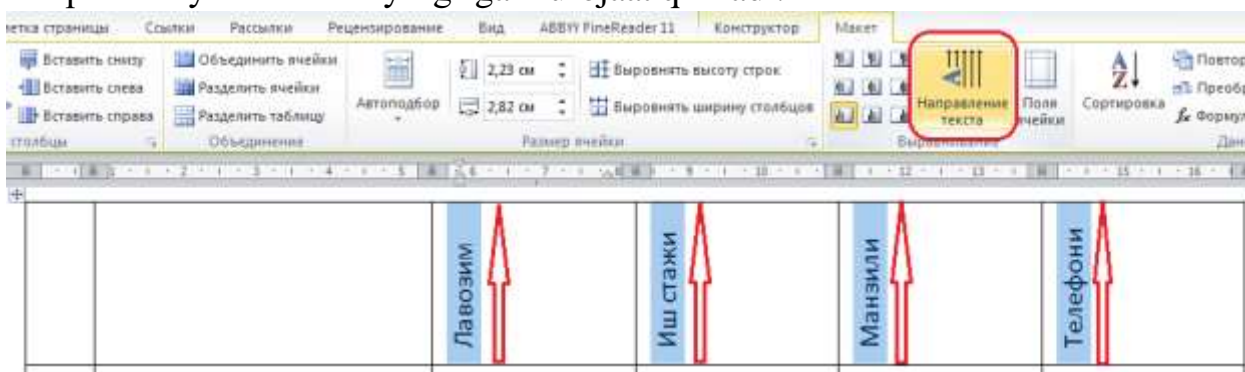 етка страницы Ссылки Рассылки Рецензирование Вид ABBYY FineReader 11 Конструктор Макет
Вставить снизу Объединить ячейки 2,23 см Выровнять высоту строк Повтор
Вставить слева Разделить ячейки Автоподбор Направление текста Поля ячейки Сортировка Преобр
Вставить справа Разделить таблицу 2,82 см Выровнять ширину столбцов Формул
столбцы Объединение Размер ячейки Выравнивание Дан
Лавозим
Иш стажи
Манзили
Телефони